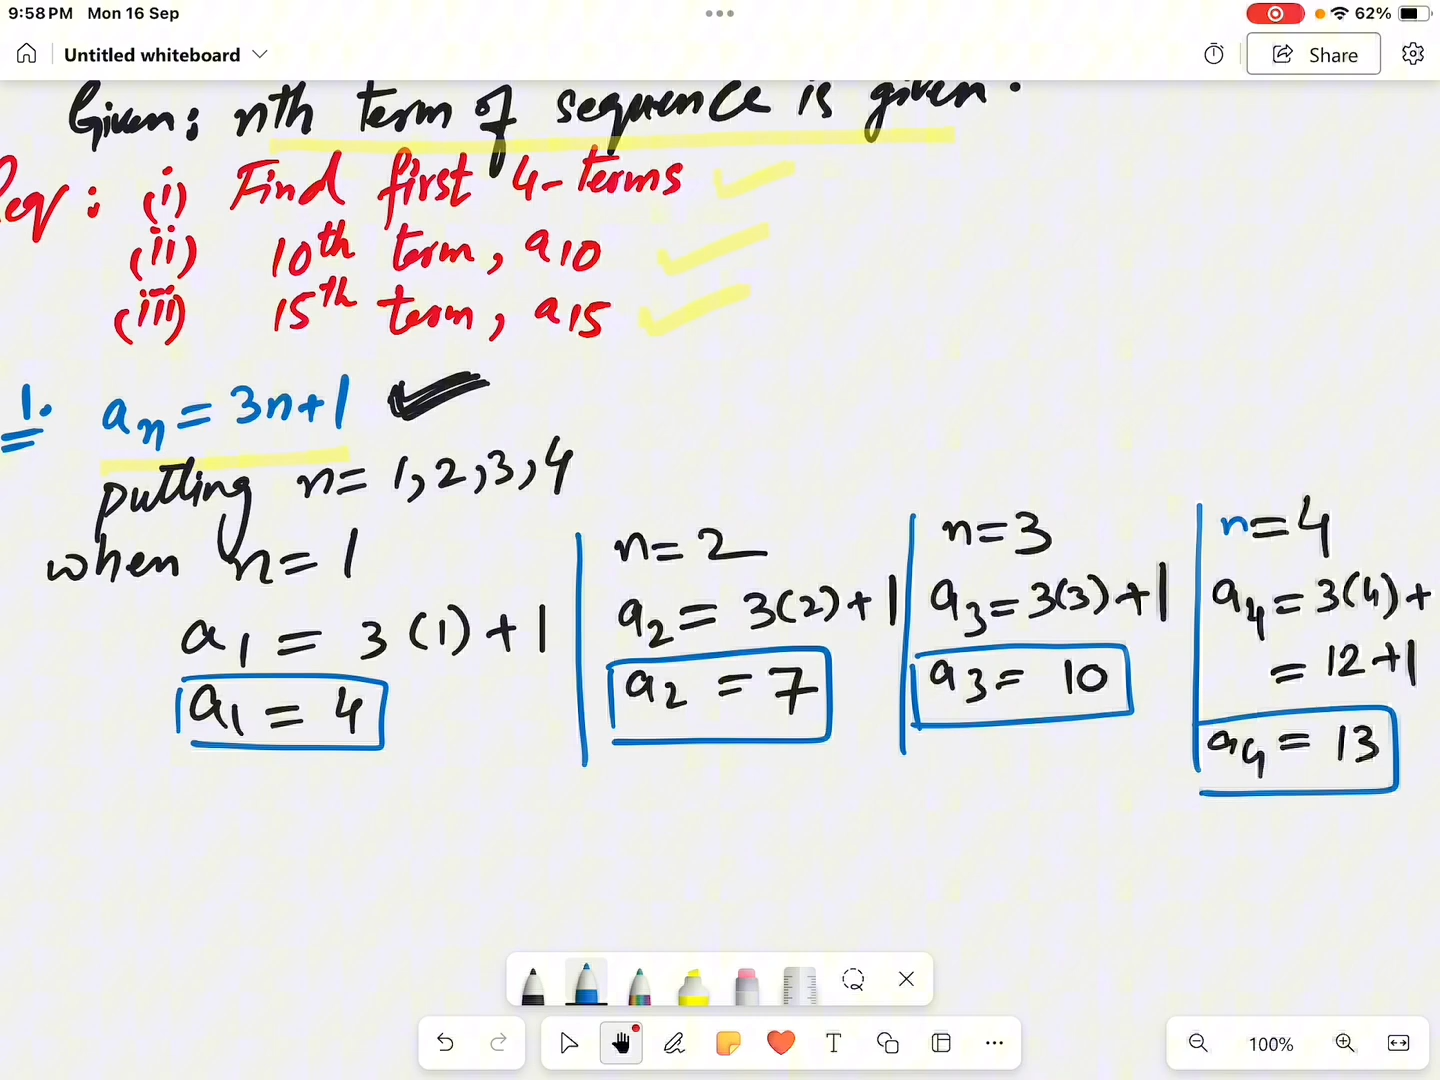 9:58 PM Mon 16 Sep
62%
Untitled whiteboard
Share
Given: nth term of sequence is given.
Req: (i) Find first 4-terms
(ii) 10th term, a10
(iii) 15th term, a15
1. an = 3n+1
putting n= 1,2,3,4
when n= 1
a1 = 3(1)+1
a1 = 4
n= 2
a2 = 3(2)+1
a2 = 7
n=3
a3=3(3)+1
a3= 10
n=4
a4=3(4)+
= 12+1
a4= 13
T
100%